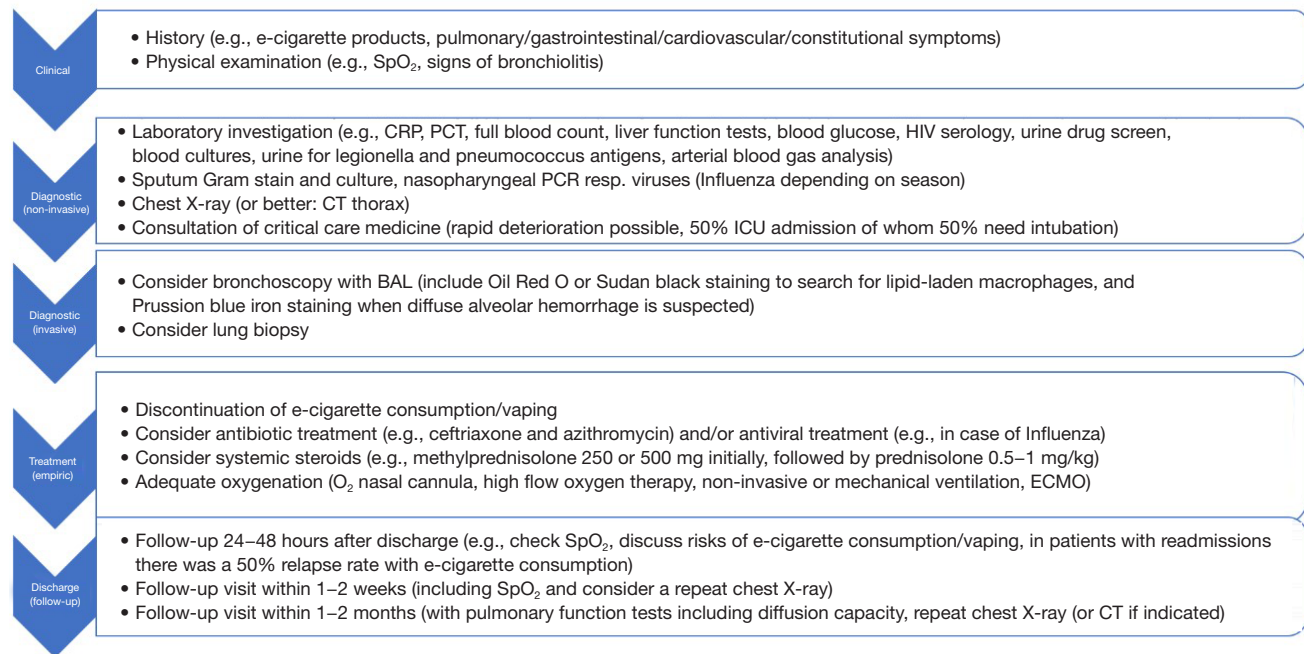 Clinical
• History (e.g., e-cigarette products, pulmonary/gastrointestinal/cardiovascular/constitutional symptoms)
• Physical examination (e.g., SpO₂, signs of bronchiolitis)
Diagnostic
(non-invasive)
• Laboratory investigation (e.g., CRP, PCT, full blood count, liver function tests, blood glucose, HIV serology, urine drug screen,
blood cultures, urine for legionella and pneumococcus antigens, arterial blood gas analysis)
• Sputum Gram stain and culture, nasopharyngeal PCR resp. viruses (Influenza depending on season)
• Chest X-ray (or better: CT thorax)
• Consultation of critical care medicine (rapid deterioration possible, 50% ICU admission of whom 50% need intubation)
Diagnostic
(invasive)
• Consider bronchoscopy with BAL (include Oil Red O or Sudan black staining to search for lipid-laden macrophages, and
Prussion blue iron staining when diffuse alveolar hemorrhage is suspected)
• Consider lung biopsy
Treatment
(empiric)
• Discontinuation of e-cigarette consumption/vaping
• Consider antibiotic treatment (e.g., ceftriaxone and azithromycin) and/or antiviral treatment (e.g., in case of Influenza)
• Consider systemic steroids (e.g., methylprednisolone 250 or 500 mg initially, followed by prednisolone 0.5–1 mg/kg)
• Adequate oxygenation (O₂ nasal cannula, high flow oxygen therapy, non-invasive or mechanical ventilation, ECMO)
Discharge
(follow-up)
• Follow-up 24–48 hours after discharge (e.g., check SpO₂, discuss risks of e-cigarette consumption/vaping, in patients with readmissions
there was a 50% relapse rate with e-cigarette consumption)
• Follow-up visit within 1–2 weeks (including SpO₂ and consider a repeat chest X-ray)
• Follow-up visit within 1–2 months (with pulmonary function tests including diffusion capacity, repeat chest X-ray (or CT if indicated)